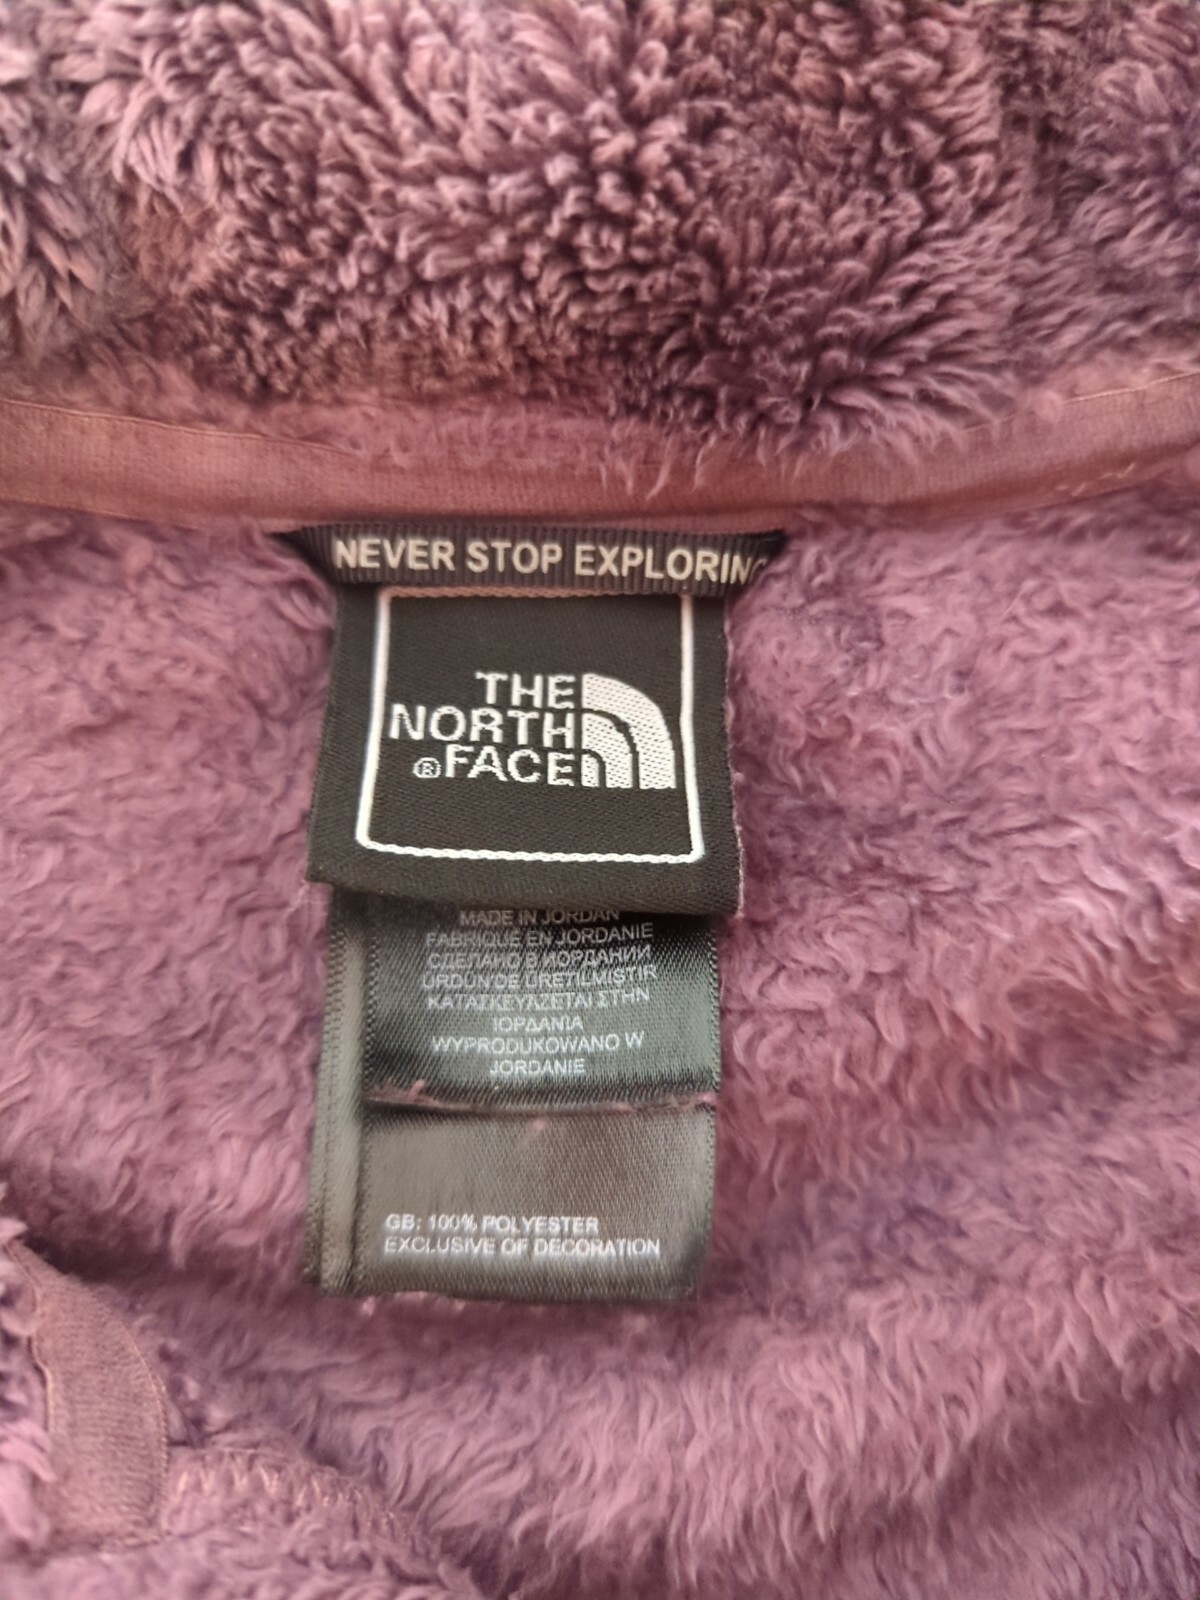 NEVER STOP EXPLORING
THE
NORTH
®FACE
MADE IN JORDAN
FABRIQUÉ EN JORDANIE
СДЕЛАНО В ИОРДАНИИ
ÜRDÜN'DE ÜRETİLMİŞTİR
ΚΑΤΑΣΚΕΥΑΖΕΤΑΙ ΣΤΗΝ
ΙΟΡΔΑΝΙΑ
WYPRODUKOWANO W
JORDANIE
GB: 100% POLYESTER
EXCLUSIVE OF DECORATION